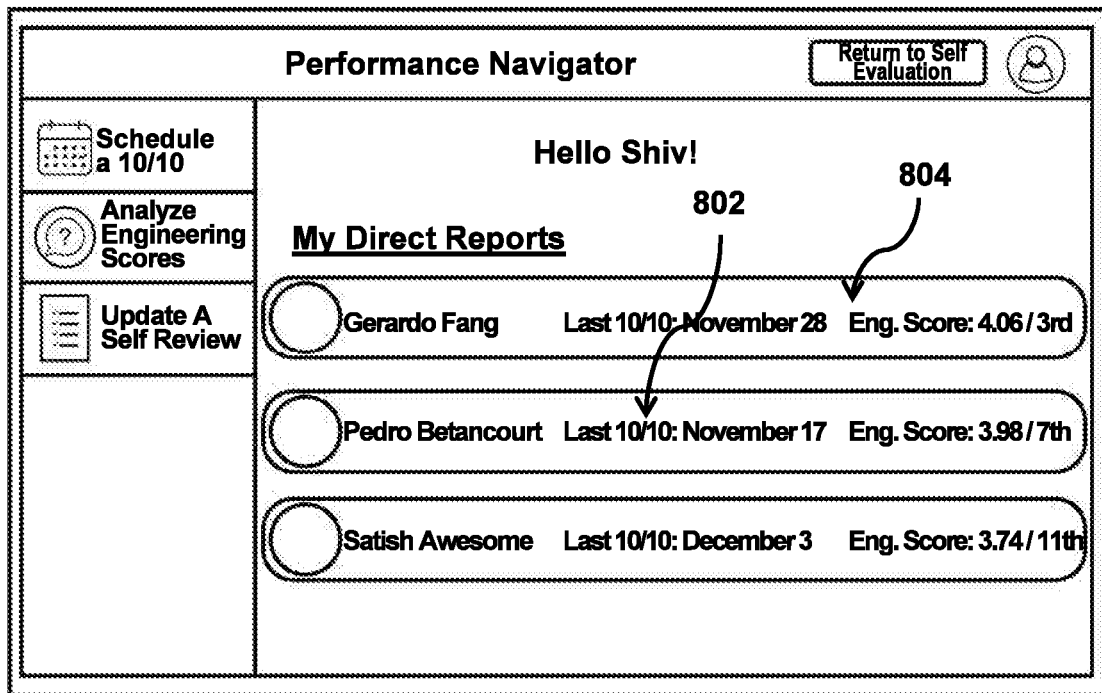 Performance Navigator
Return to Self
Evaluation
Schedule
a 10/10
Analyze
Engineering
Scores
Update A
Self Review
Hello Shiv!
802
804
My Direct Reports
Gerardo Fang Last 10/10: November 28 Eng. Score: 4.06 / 3rd
Pedro Betancourt Last 10/10: November 17 Eng. Score: 3.98 / 7th
Satish Awesome Last 10/10: December 3 Eng. Score: 3.74 / 11th
?